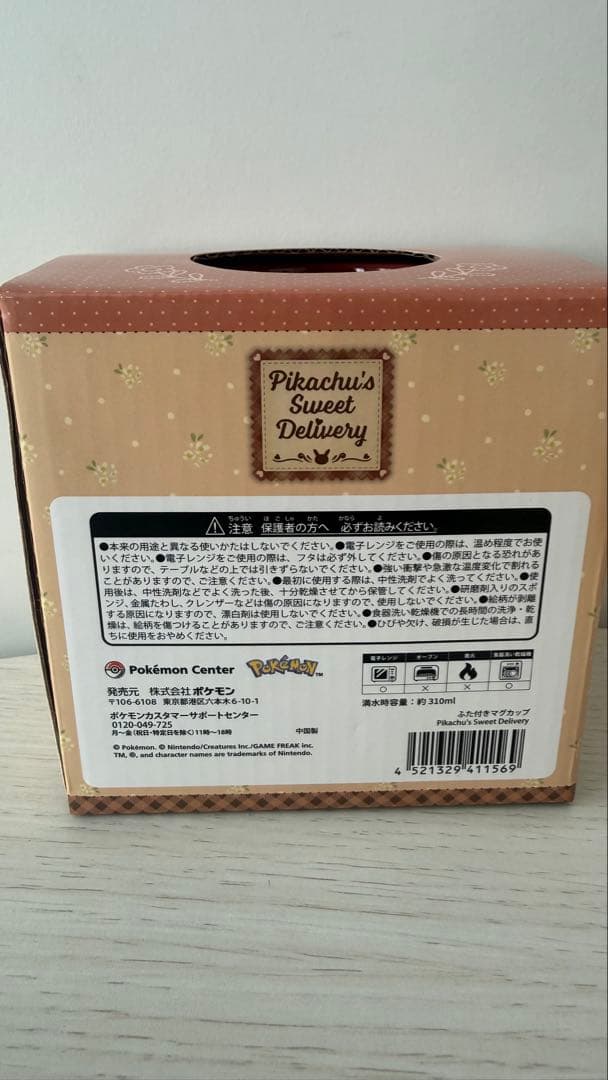 Pikachu's
Sweet
Delivery
注意 保護者の方へ 必ずお読みください。
●本来の用途と異なる使いかたはしないでください。●電子レンジをご使用の際は、温め程度でお使
いください。●電子レンジをご使用の際は、フタは必ず外してください。●傷の原因となる恐れがあ
りますので、テーブルなどの上では引きずらないでください。●強い衝撃や急激な温度変化で割れる
ことがありますので、ご注意ください。●最初に使用する際は、中性洗剤でよく洗ってください。●使
用後は、中性洗剤などでよく洗った後、十分乾燥させてから保管してください。●研磨剤入りのスポ
ンジ、金属たわし、クレンザーなどは傷の原因になりますので、使用しないでください。●絵柄が剥離
する原因になりますので、漂白剤は使用しないでください。●食器洗い乾燥機での長時間の洗浄・乾
燥は、絵柄を傷つけることがありますので、ご注意ください。●ひびや欠け、破損が生じた場合は、直
ちに使用をおやめください。
Pokémon Center POKéMON™
発売元 株式会社ポケモン
〒106-6108 東京都港区六本木6-10-1
ポケモンカスタマーサポートセンター
0120-049-725
月〜金(祝日・特定日を除く)11時〜18時 中国製
© Pokémon. © Nintendo/Creatures Inc./GAME FREAK inc.
TM, ®, and character names are trademarks of Nintendo.
電子レンジ オーブン 直火 食器洗い乾燥機
○ × × ○
満水時容量：約 310ml
ふた付きマグカップ
Pikachu's Sweet Delivery
4 521329 411569